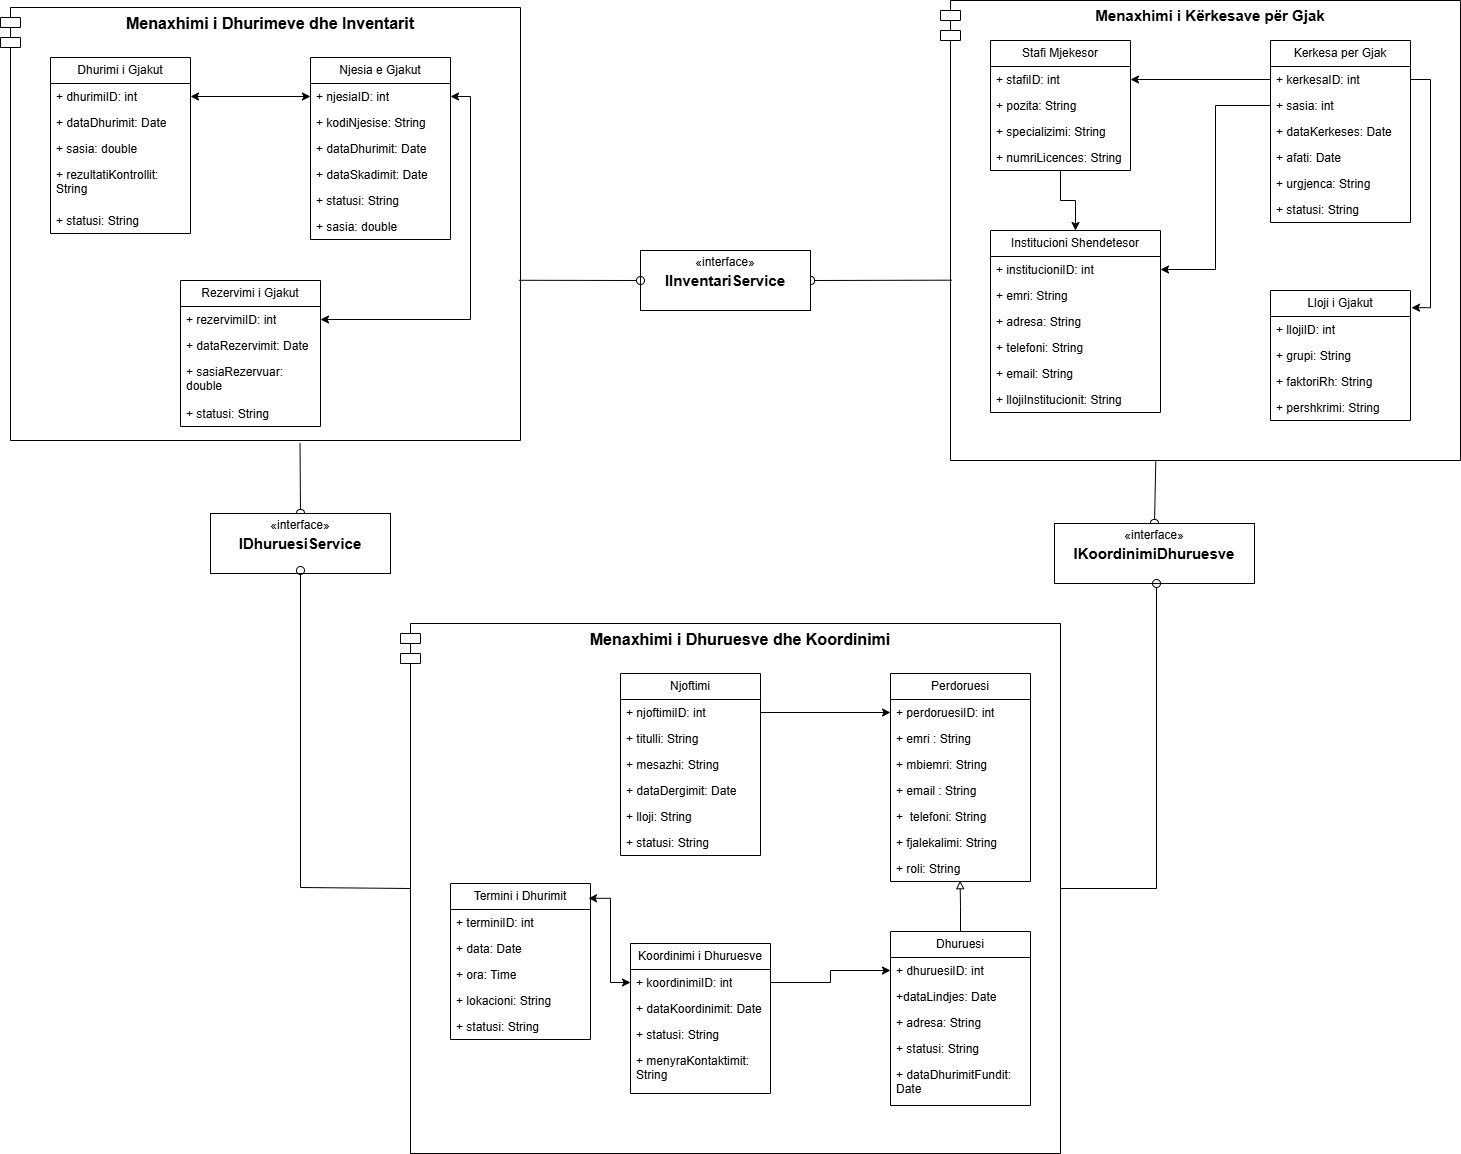 Menaxhimi i Dhurimeve dhe Inventarit
Dhurimi i Gjakut
+ dhurimiID: int
+ dataDhurimit: Date
+ sasia: double
+ rezultatiKontrollit:
String
+ statusi: String
Njesia e Gjakut
+ njesiaID: int
+ kodiNjesise: String
+ dataDhurimit: Date
+ dataSkadimit: Date
+ statusi: String
+ sasia: double
Rezervimi i Gjakut
+ rezervimiID: int
+ dataRezervimit: Date
+ sasiaRezervuar:
double
+ statusi: String
«interface»
IInventariService
Menaxhimi i Kërkesave për Gjak
Stafi Mjekesor
+ stafiID: int
+ pozita: String
+ specializimi: String
+ numriLicences: String
Kerkesa per Gjak
+ kerkesaID: int
+ sasia: int
+ dataKerkeses: Date
+ afati: Date
+ urgjenca: String
+ statusi: String
Institucioni Shendetesor
+ institucioniID: int
+ emri: String
+ adresa: String
+ telefoni: String
+ email: String
+ llojiInstitucionit: String
Lloji i Gjakut
+ llojiID: int
+ grupi: String
+ faktoriRh: String
+ pershkrimi: String
«interface»
IDhuruesiService
«interface»
IKoordinimiDhuruesve
Menaxhimi i Dhuruesve dhe Koordinimi
Njoftimi
+ njoftimiID: int
+ titulli: String
+ mesazhi: String
+ dataDergimit: Date
+ lloji: String
+ statusi: String
Perdoruesi
+ perdoruesiID: int
+ emri : String
+ mbiemri: String
+ email : String
+  telefoni: String
+ fjalekalimi: String
+ roli: String
Termini i Dhurimit
+ terminiID: int
+ data: Date
+ ora: Time
+ lokacioni: String
+ statusi: String
Koordinimi i Dhuruesve
+ koordinimiID: int
+ dataKoordinimit: Date
+ statusi: String
+ menyraKontaktimit:
String
Dhuruesi
+ dhuruesiID: int
+dataLindjes: Date
+ adresa: String
+ statusi: String
+ dataDhurimitFundit:
Date